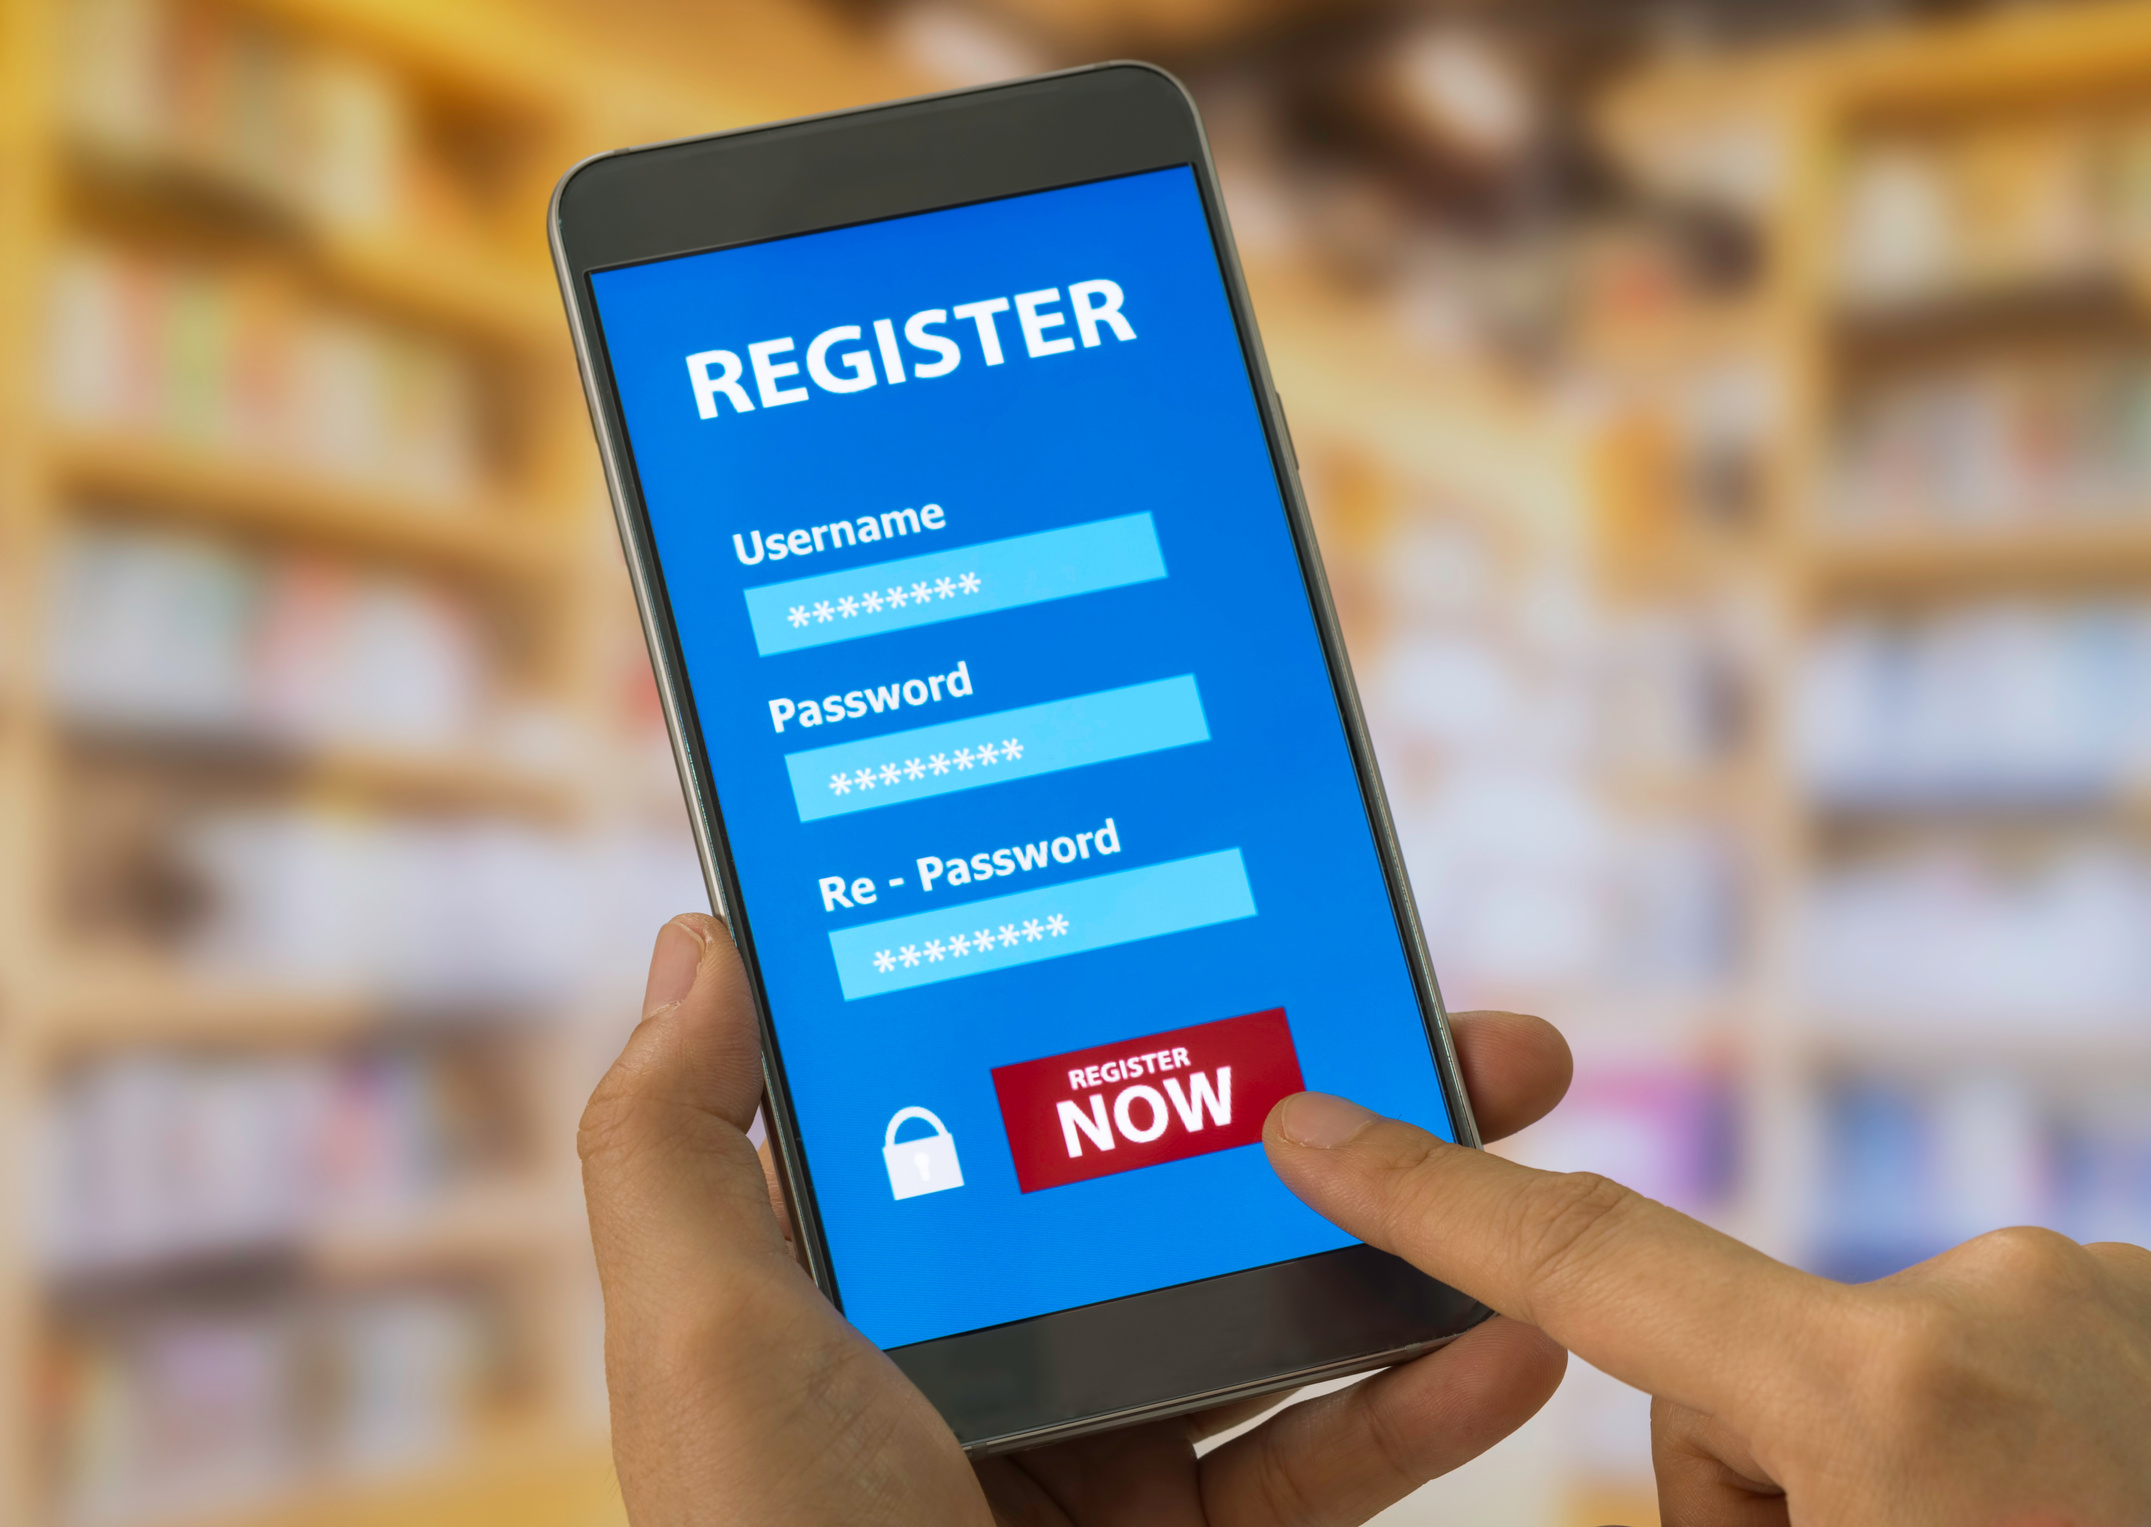 REGISTER
Username
********
Password
********
Re - Password
********
REGISTER
NOW